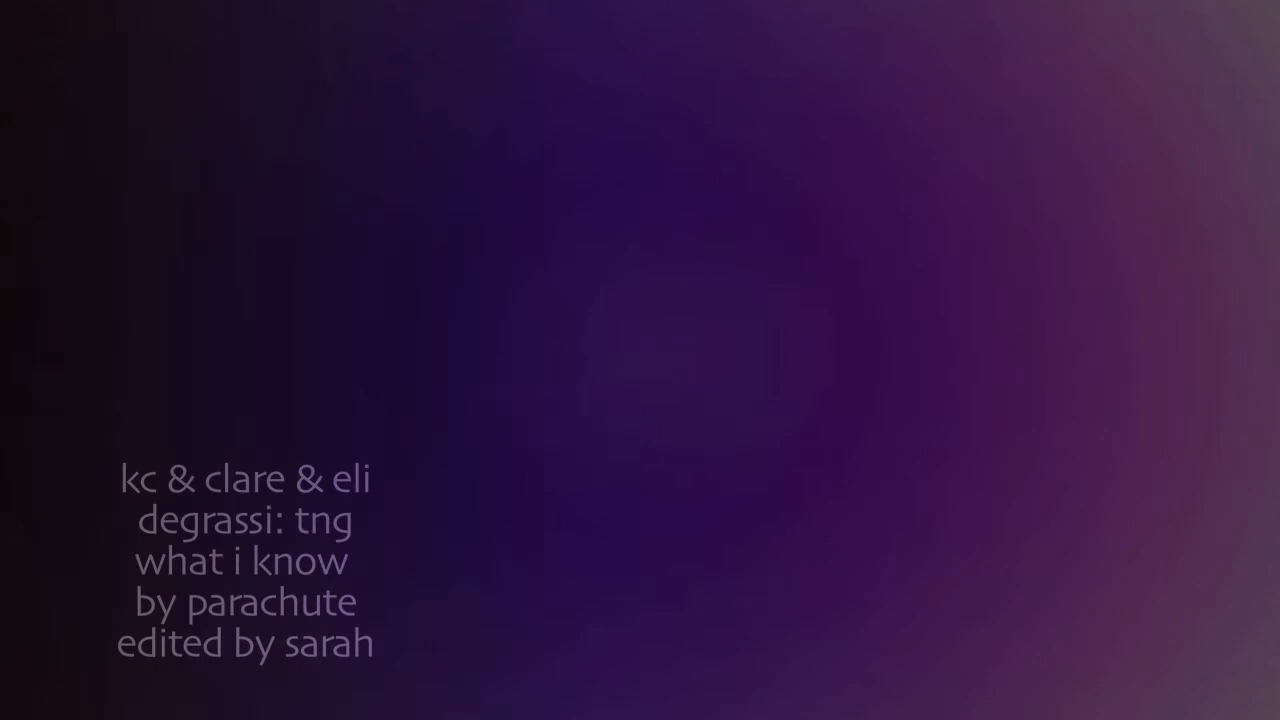 kc & clare & eli
degrassi: tng
what i know
by parachute
edited by sarah